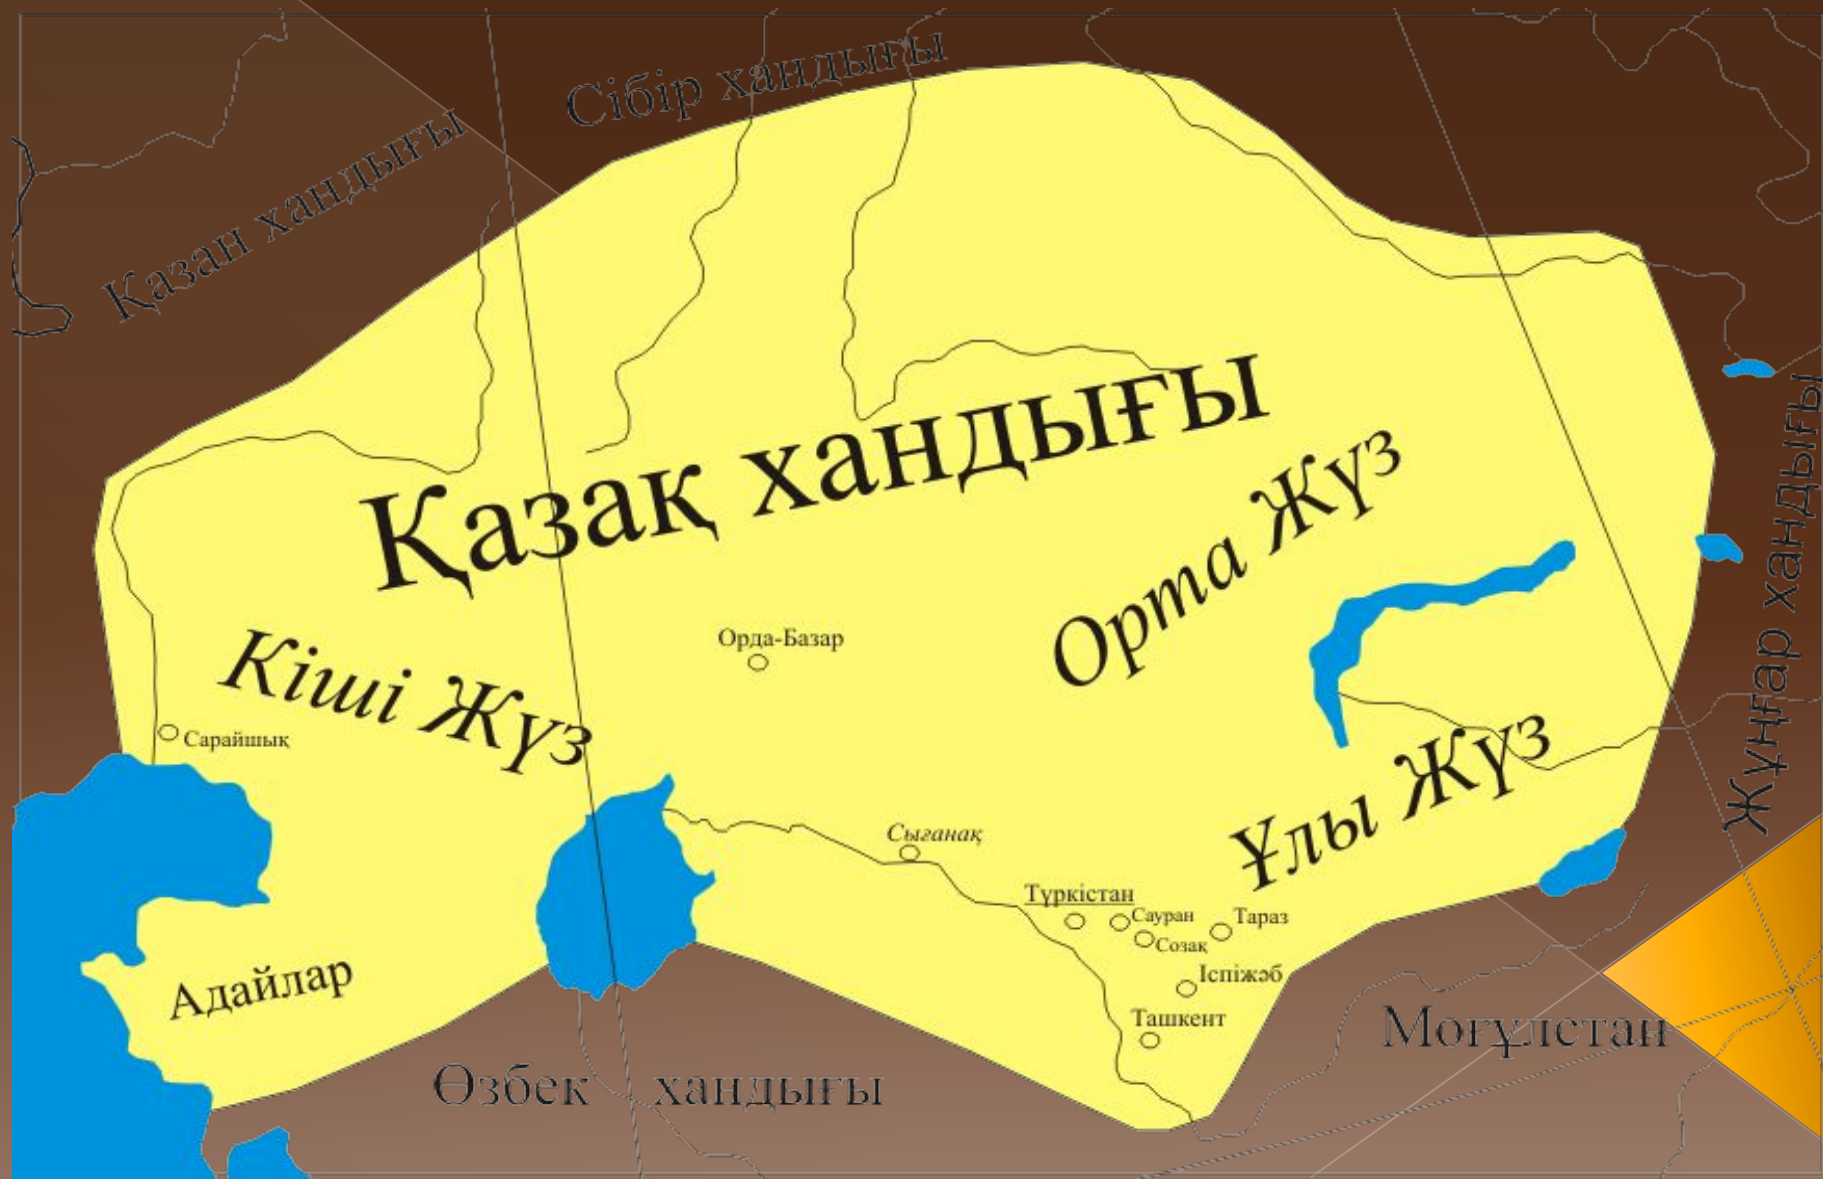 Сібір хандығы
Қазан хандығы
Қазақ хандығы
Орта Жүз
Жұңғар хандығы
Кіші Жүз
Орда-Базар
Сарайшық
Ұлы Жүз
Сығанақ
Түркістан
Сауран
Тараз
Созақ
Іспіжәб
Ташкент
Адайлар
Моғұлстан
Өзбек хандығы